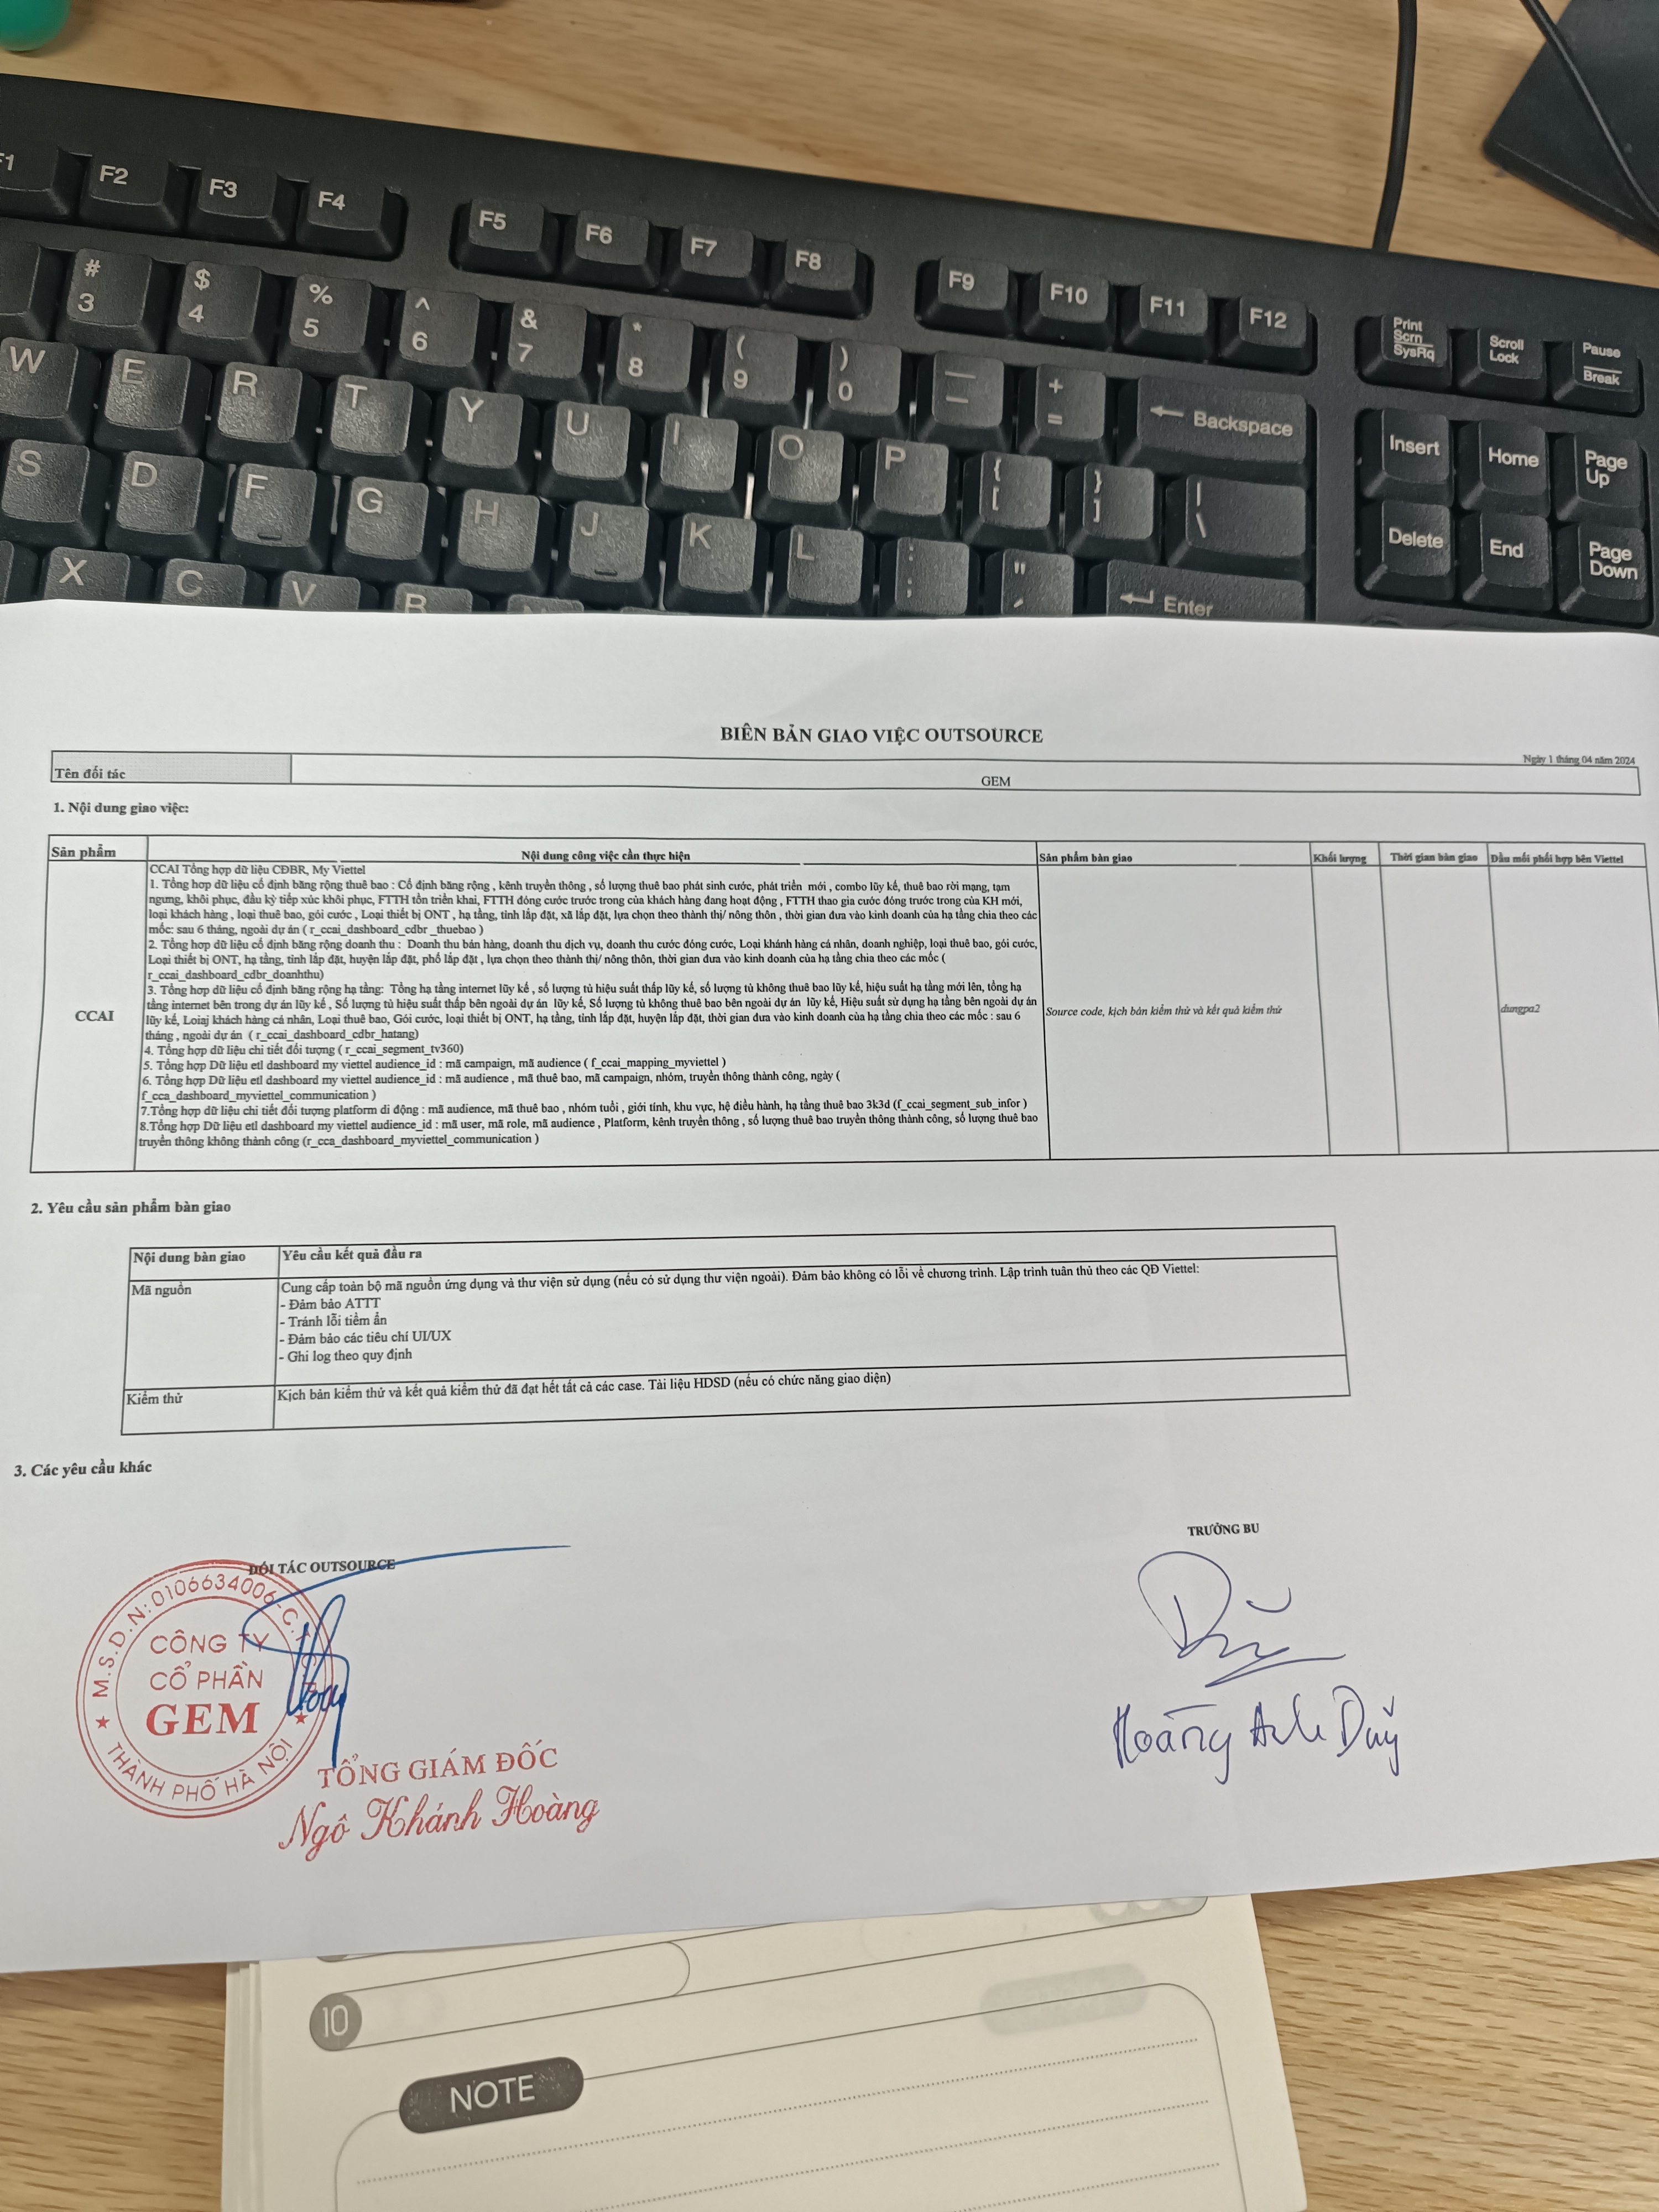 F1 F2 F3 F4 F5 F6 F7 F8 F9 F10 F11 F12
Print Scrn SysRq
Scroll Lock
Pause Break
# 3 $ 4 % 5 ^ 6 & 7 * 8 ( 9 ) 0 + = Backspace
Insert Home Page Up
W E R T Y U I O P { [ } ] | \
Delete End Page Down
S D F G H J K L : ; " ' Enter
X C V B
BIÊN BẢN GIAO VIỆC OUTSOURCE
Ngày 1 tháng 04 năm 2024
Tên đối tác GEM
1. Nội dung giao việc:
Sản phẩm Nội dung công việc cần thực hiện Sản phẩm bàn giao Khối lượng Thời gian bàn giao Đầu mối phối hợp bên Viettel
CCAI
CCAI Tổng hợp dữ liệu CĐBR, My Viettel
1. Tổng hợp dữ liệu cố định băng rộng thuê bao : Cố định băng rộng , kênh truyền thông , số lượng thuê bao phát sinh cước, phát triển mới , combo lũy kế, thuê bao rời mạng, tạm
ngưng, khôi phục, đầu kỳ tiếp xúc khôi phục, FTTH tồn triển khai, FTTH đóng cước trước trong của khách hàng đang hoạt động , FTTH thao gia cước đóng trước trong của KH mới,
loại khách hàng , loại thuê bao, gói cước , Loại thiết bị ONT , hạ tầng, tỉnh lắp đặt, xã lắp đặt, lựa chọn theo thành thị/ nông thôn , thời gian đưa vào kinh doanh của hạ tầng chia theo các
mốc: sau 6 tháng, ngoài dự án ( r_ccai_dashboard_cdbr _thuebao )
2. Tổng hợp dữ liệu cố định băng rộng doanh thu : Doanh thu bán hàng, doanh thu dịch vụ, doanh thu cước đóng cước, Loại khánh hàng cá nhân, doanh nghiệp, loại thuê bao, gói cước,
Loại thiết bị ONT, hạ tầng, tỉnh lắp đặt, huyện lắp đặt, phố lắp đặt , lựa chọn theo thành thị/ nông thôn, thời gian đưa vào kinh doanh của hạ tầng chia theo các mốc (
r_ccai_dashboard_cdbr_doanhthu)
3. Tổng hợp dữ liệu cố định băng rộng hạ tầng: Tổng hạ tầng internet lũy kế , số lượng tủ hiệu suất thấp lũy kế, số lượng tủ không thuê bao lũy kế, hiệu suất hạ tầng mới lên, tổng hạ
tầng internet bên trong dự án lũy kế , Số lượng tủ hiệu suất thấp bên ngoài dự án lũy kế, Số lượng tủ không thuê bao bên ngoài dự án lũy kế, Hiệu suất sử dụng hạ tầng bên ngoài dự án
lũy kế, Loiaj khách hàng cá nhân, Loại thuê bao, Gói cước, loại thiết bị ONT, hạ tầng, tỉnh lắp đặt, huyện lắp đặt, thời gian đưa vào kinh doanh của hạ tầng chia theo các mốc : sau 6
tháng , ngoài dự án ( r_ccai_dashboard_cdbr_hatang)
4. Tổng hợp dữ liệu chi tiết đối tượng ( r_ccai_segment_tv360)
5. Tổng hợp Dữ liệu etl dashboard my viettel audience_id : mã campaign, mã audience ( f_ccai_mapping_myviettel )
6. Tổng hợp Dữ liệu etl dashboard my viettel audience_id : mã audience , mã thuê bao, mã campaign, nhóm, truyền thông thành công, ngày (
f_cca_dashboard_myviettel_communication )
7.Tổng hợp dữ liệu chi tiết đối tượng platform di động : mã audience, mã thuê bao , nhóm tuổi , giới tính, khu vực, hệ điều hành, hạ tầng thuê bao 3k3d (f_ccai_segment_sub_infor )
8.Tổng hợp Dữ liệu etl dashboard my viettel audience_id : mã user, mã role, mã audience , Platform, kênh truyền thông , số lượng thuê bao truyền thông thành công, số lượng thuê bao
truyền thông không thành công (r_cca_dashboard_myviettel_communication )
Source code, kịch bản kiểm thử và kết quả kiểm thử
dungpa2
2. Yêu cầu sản phẩm bàn giao
Nội dung bàn giao Yêu cầu kết quả đầu ra
Mã nguồn
Cung cấp toàn bộ mã nguồn ứng dụng và thư viện sử dụng (nếu có sử dụng thư viện ngoài). Đảm bảo không có lỗi về chương trình. Lập trình tuân thủ theo các QĐ Viettel:
- Đảm bảo ATTT
- Tránh lỗi tiềm ẩn
- Đảm bảo các tiêu chí UI/UX
- Ghi log theo quy định
Kiểm thử
Kịch bản kiểm thử và kết quả kiểm thử đã đạt hết tất cả các case. Tài liệu HDSD (nếu có chức năng giao diện)
3. Các yêu cầu khác
ĐỐI TÁC OUTSOURCE
TRƯỞNG BU
M.S.D.N:0106634006-C.
CÔNG TY
CỔ PHẦN
GEM
THÀNH PHỐ HÀ NỘI
TỔNG GIÁM ĐỐC
Ngô Khánh Hoàng
Hoàng Anh Duy
10
NOTE